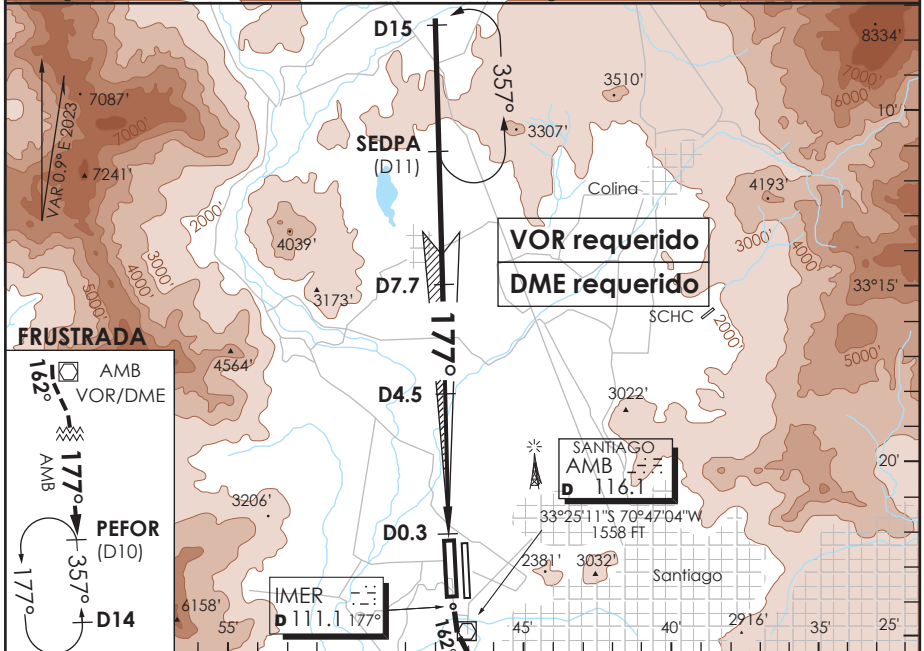 D15
8334'
357°
3510'
7000'
6000'
10'
7087'
7000'
3307'
VAR 0.9° E 2023
SEDPA
(D11)
7241'
Colina
4193'
2000'
VOR requerido
4039'
3000'
3000'
4000'
4000'
DME requerido
D7.7
33°15'
5000'
3173'
SCHC
2000'
177°
FRUSTRADA
4564'
5000'
162°
AMB
VOR/DME
D4.5
3022'
SANTIAGO
AMB
D 116.1
20'
AMB
177°
3206'
33°25'11"S 70°47'04"W
1558 FT
PEFOR
(D10)
D0.3
357°
177°
2381'
3032'
Santiago
IMER
D 111.1 177°
6158'
D14
55'
162°
45'
40'
2916'
35'
25'